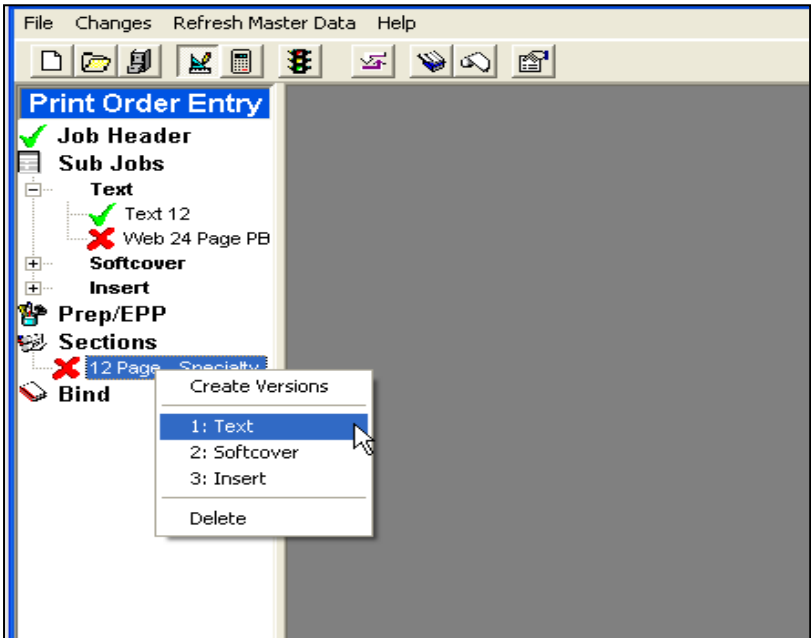 File Changes Refresh Master Data Help
Print Order Entry
Job Header
Sub Jobs
Text
Text 12
Web 24 Page PB
Softcover
Insert
Prep/EPP
Sections
12 Page - Specialty
Bind
Create Versions
1: Text
2: Softcover
3: Insert
Delete